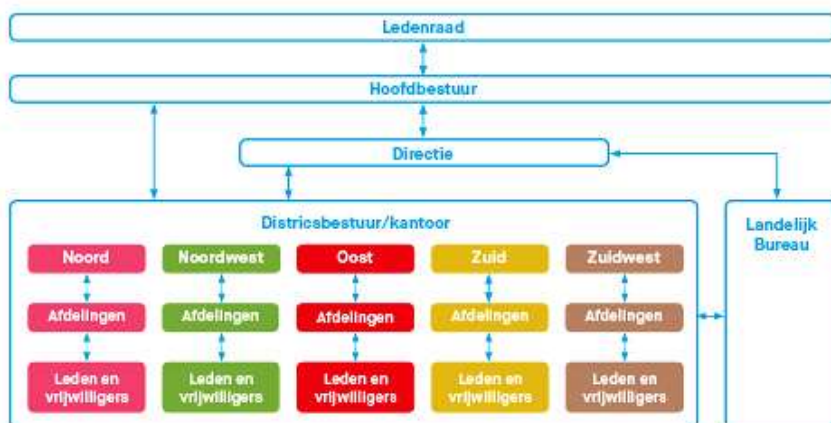 Ledenraad
Hoofdbestuur
Directie
Districsbestuur/kantoor
Landelijk
Bureau
Noord
Noordwest
Oost
Zuid
Zuidwest
Afdelingen
Afdelingen
Afdelingen
Afdelingen
Afdelingen
Leden en
vrijwilligers
Leden en
vrijwilligers
Leden en
vrijwilligers
Leden en
vrijwilligers
Leden en
vrijwilligers